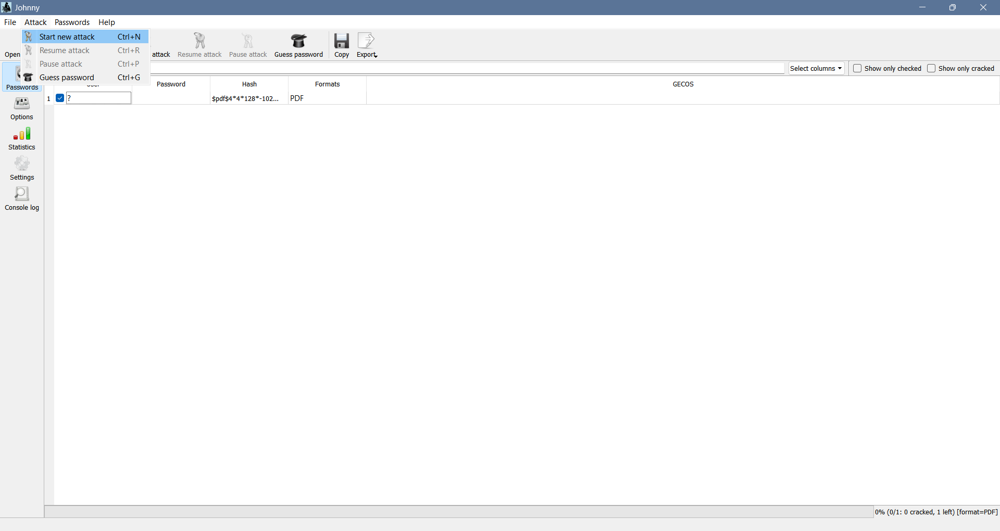 Johnny
File Attack Passwords Help
Start new attack Ctrl+N
Resume attack Ctrl+R
Pause attack Ctrl+P
Guess password Ctrl+G
Open attack Resume attack Pause attack Guess password Copy Export
Select columns Show only checked Show only cracked
Passwords
Options
Statistics
Settings
Console log
Password Hash Formats GECOS
1 ? $pdf$4*4*128*-102... PDF
0% (0/1: 0 cracked, 1 left) [format=PDF]